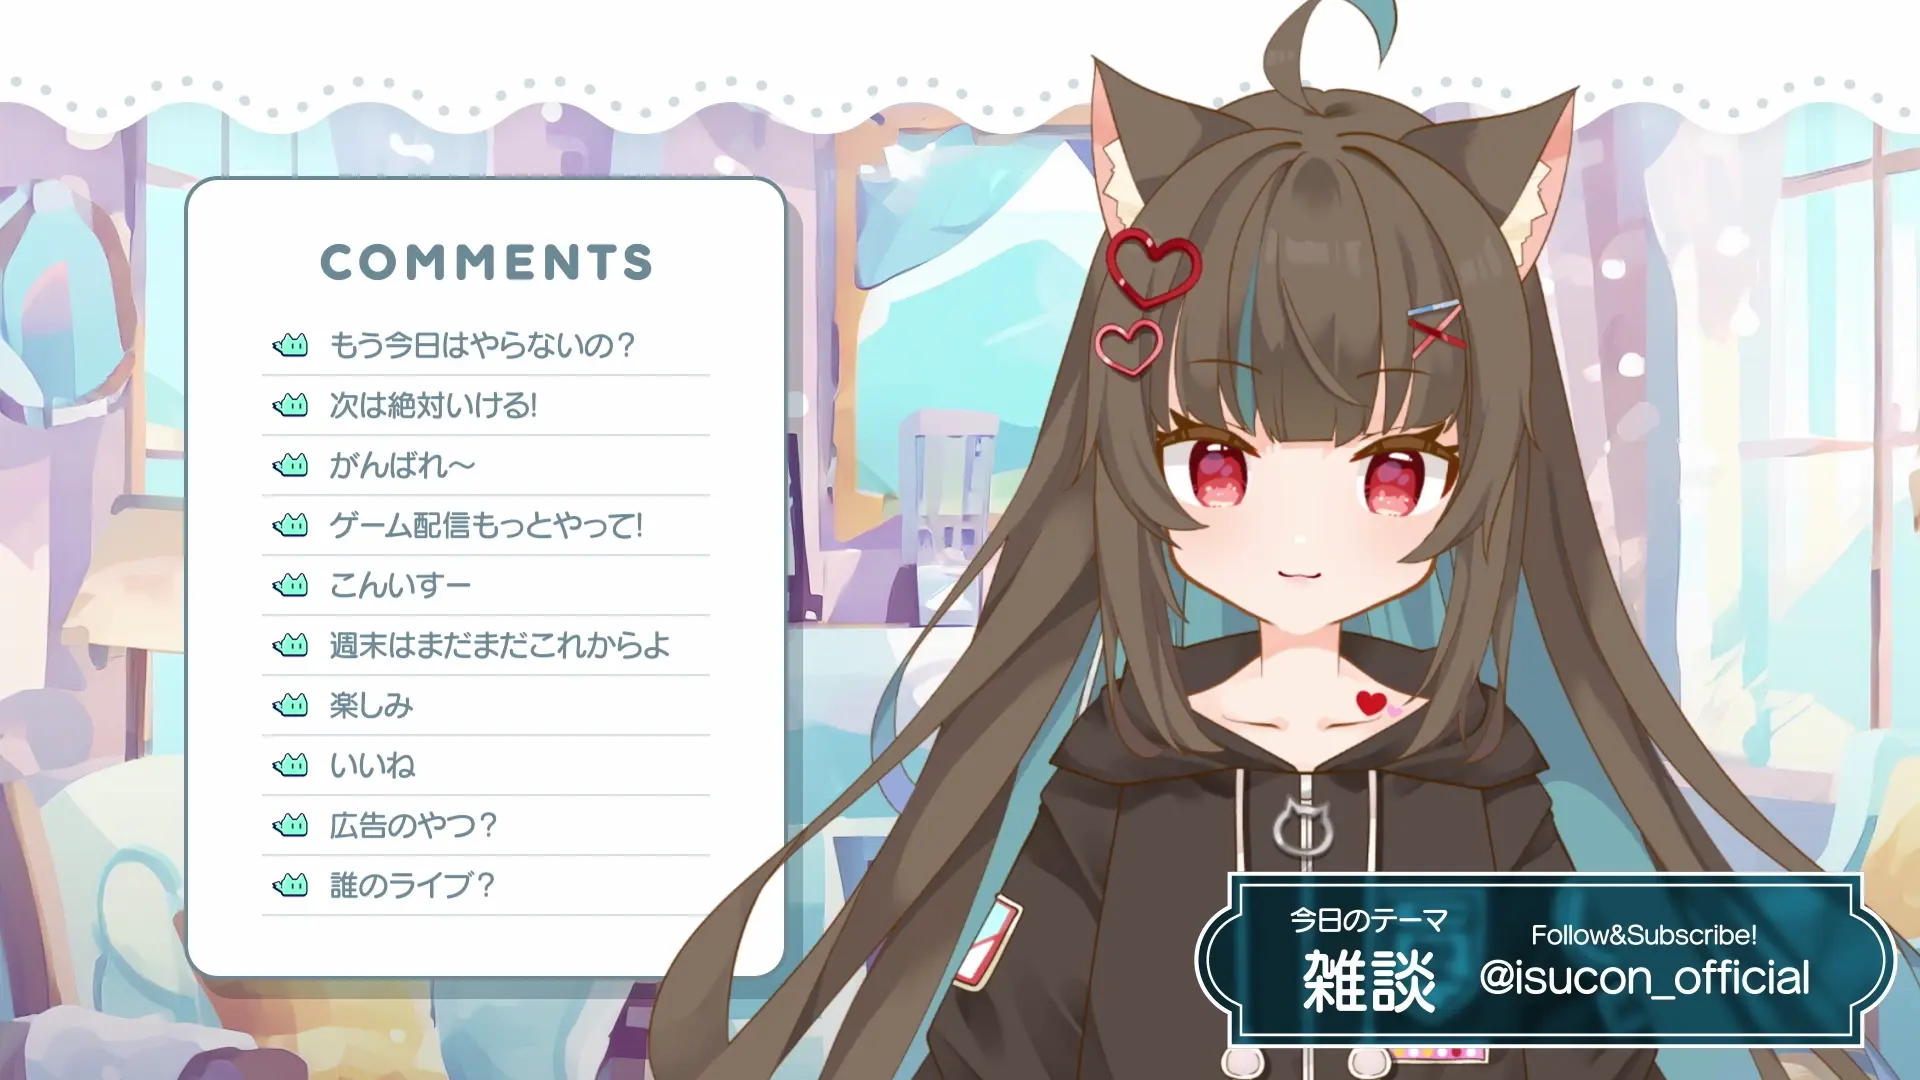 COMMENTS
もう今日はやらないの？
次は絶対いける!
がんばれ〜
ゲーム配信もっとやって!
こんいすー
週末はまだまだこれからよ
楽しみ
いいね
広告のやつ？
誰のライブ？
今日のテーマ
雑談
Follow&Subscribe!
@isucon_official